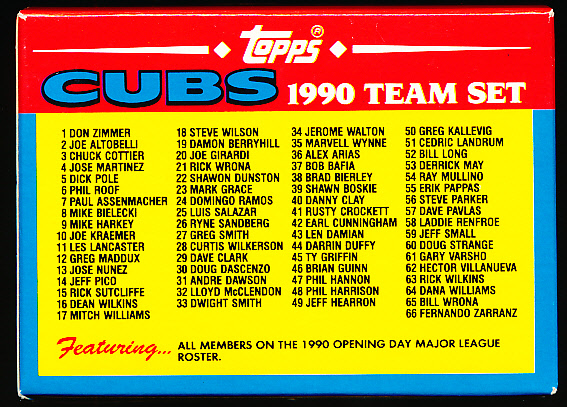 Topps®
CUBS 1990 TEAM SET
1 DON ZIMMER
2 JOE ALTOBELLI
3 CHUCK COTTIER
4 JOSE MARTINEZ
5 DICK POLE
6 PHIL ROOF
7 PAUL ASSENMACHER
8 MIKE BIELECKI
9 MIKE HARKEY
10 JOE KRAEMER
11 LES LANCASTER
12 GREG MADDUX
13 JOSE NUNEZ
14 JEFF PICO
15 RICK SUTCLIFFE
16 DEAN WILKINS
17 MITCH WILLIAMS
18 STEVE WILSON
19 DAMON BERRYHILL
20 JOE GIRARDI
21 RICK WRONA
22 SHAWON DUNSTON
23 MARK GRACE
24 DOMINGO RAMOS
25 LUIS SALAZAR
26 RYNE SANDBERG
27 GREG SMITH
28 CURTIS WILKERSON
29 DAVE CLARK
30 DOUG DASCENZO
31 ANDRE DAWSON
32 LLOYD McCLENDON
33 DWIGHT SMITH
34 JEROME WALTON
35 MARVELL WYNNE
36 ALEX ARIAS
37 BOB BAFIA
38 BRAD BIERLEY
39 SHAWN BOSKIE
40 DANNY CLAY
41 RUSTY CROCKETT
42 EARL CUNNINGHAM
43 LEN DAMIAN
44 DARRIN DUFFY
45 TY GRIFFIN
46 BRIAN GUINN
47 PHIL HANNON
48 PHIL HARRISON
49 JEFF HEARRON
50 GREG KALLEVIG
51 CEDRIC LANDRUM
52 BILL LONG
53 DERRICK MAY
54 RAY MULLINO
55 ERIK PAPPAS
56 STEVE PARKER
57 DAVE PAVLAS
58 LADDIE RENFROE
59 JEFF SMALL
60 DOUG STRANGE
61 GARY VARSHO
62 HECTOR VILLANUEVA
63 RICK WILKINS
64 DANA WILLIAMS
65 BILL WRONA
66 FERNANDO ZARRANZ
Featuring... ALL MEMBERS ON THE 1990 OPENING DAY MAJOR LEAGUE
ROSTER.